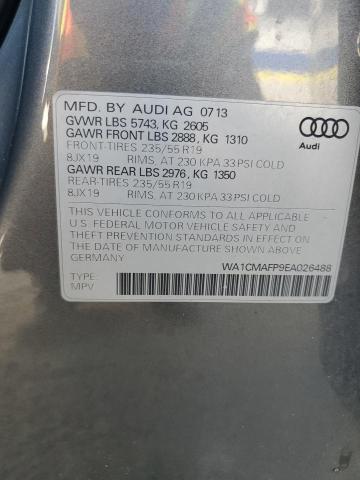 MFD. BY AUDI AG 07 13
GVWR LBS 5743, KG 2605
GAWR FRONT LBS 2888, KG 1310
FRONT-TIRES 235/55 R19
8JX19 RIMS, AT 230 KPA 33 PSI COLD
GAWR REAR LBS 2976, KG 1350
REAR-TIRES 235/55 R19
8JX19 RIMS, AT 230 KPA 33 PSI COLD
Audi
THIS VEHICLE CONFORMS TO ALL APPLICABLE
U.S. FEDERAL MOTOR VEHICLE SAFETY AND
THEFT PREVENTION STANDARDS IN EFFECT ON
THE DATE OF MANUFACTURE SHOWN ABOVE.
GERMANY
WA1CMAFP9EA026488
TYPE:
MPV